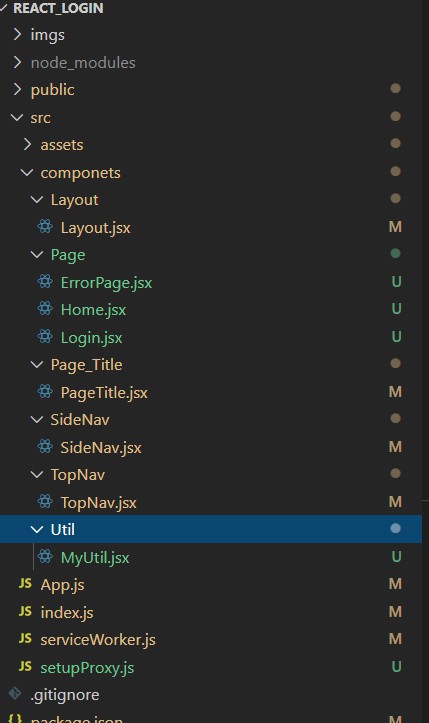 REACT_LOGIN
imgs
node_modules
public
src
assets
componets
Layout
Layout.jsx M
Page
ErrorPage.jsx U
Home.jsx U
Login.jsx U
Page_Title
PageTitle.jsx M
SideNav
SideNav.jsx M
TopNav
TopNav.jsx M
Util
MyUtil.jsx U
JS App.js M
JS index.js M
JS serviceWorker.js M
JS setupProxy.js U
.gitignore
{} package.json M